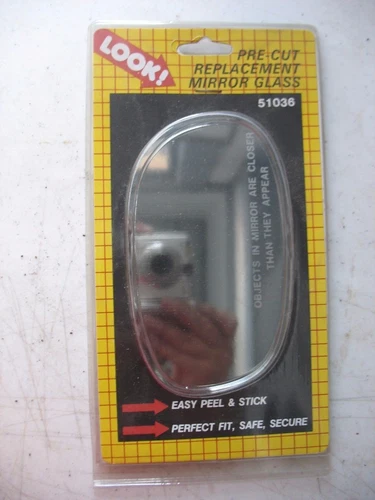 LOOK!
PRE-CUT
REPLACEMENT
MIRROR GLASS
51036
OBJECTS IN MIRROR ARE CLOSER
THAN THEY APPEAR
EASY PEEL & STICK
PERFECT FIT, SAFE, SECURE